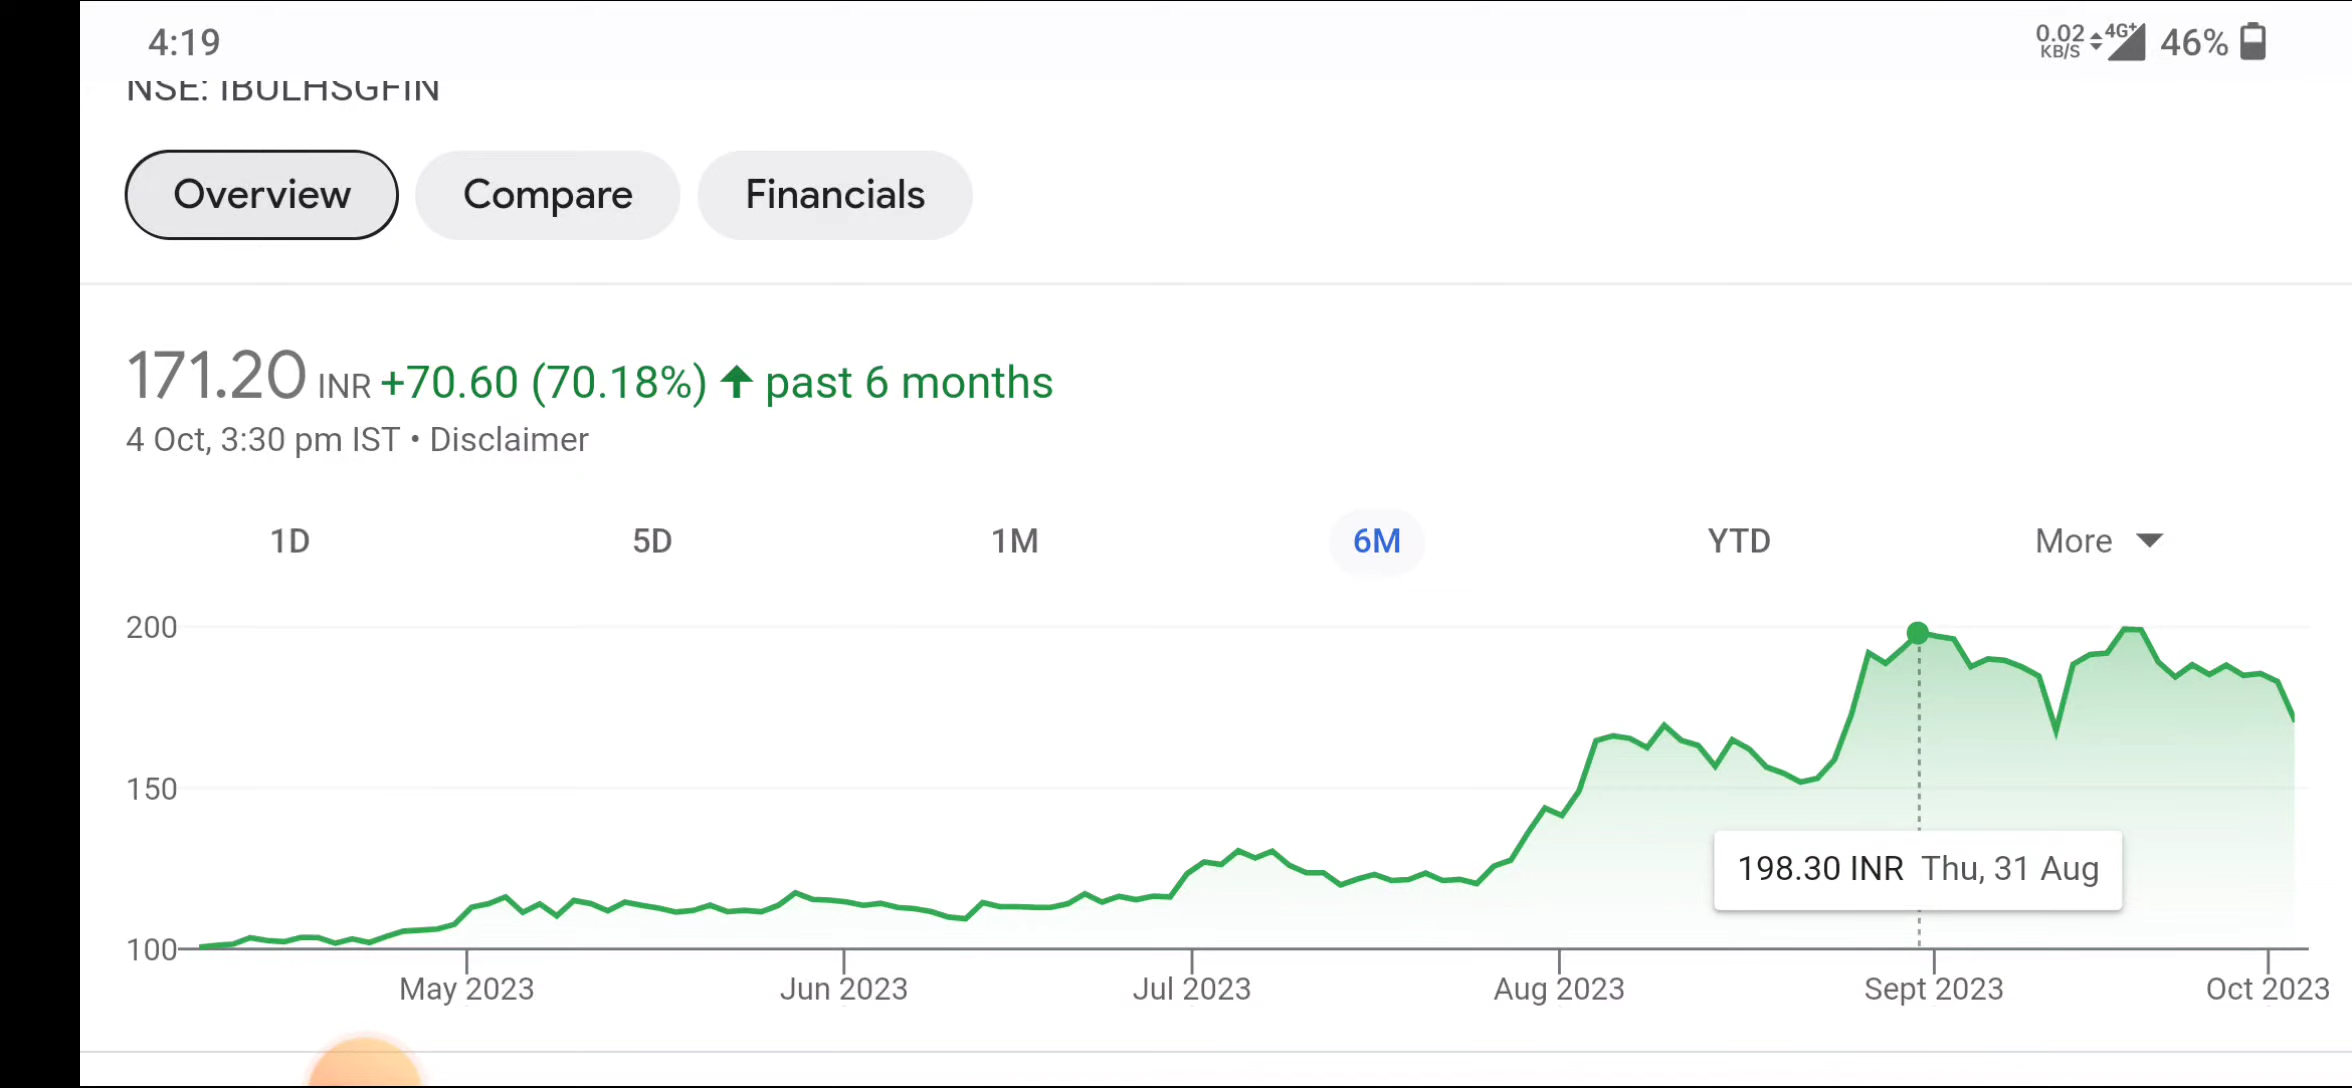 4:19
0.02 KB/S 4G+ 46%
NSE: IBULHSGFIN
Overview Compare Financials
171.20 INR +70.60 (70.18%) ↑ past 6 months
4 Oct, 3:30 pm IST • Disclaimer
1D 5D 1M 6M YTD More
200
150
198.30 INR Thu, 31 Aug
100
May 2023 Jun 2023 Jul 2023 Aug 2023 Sept 2023 Oct 2023